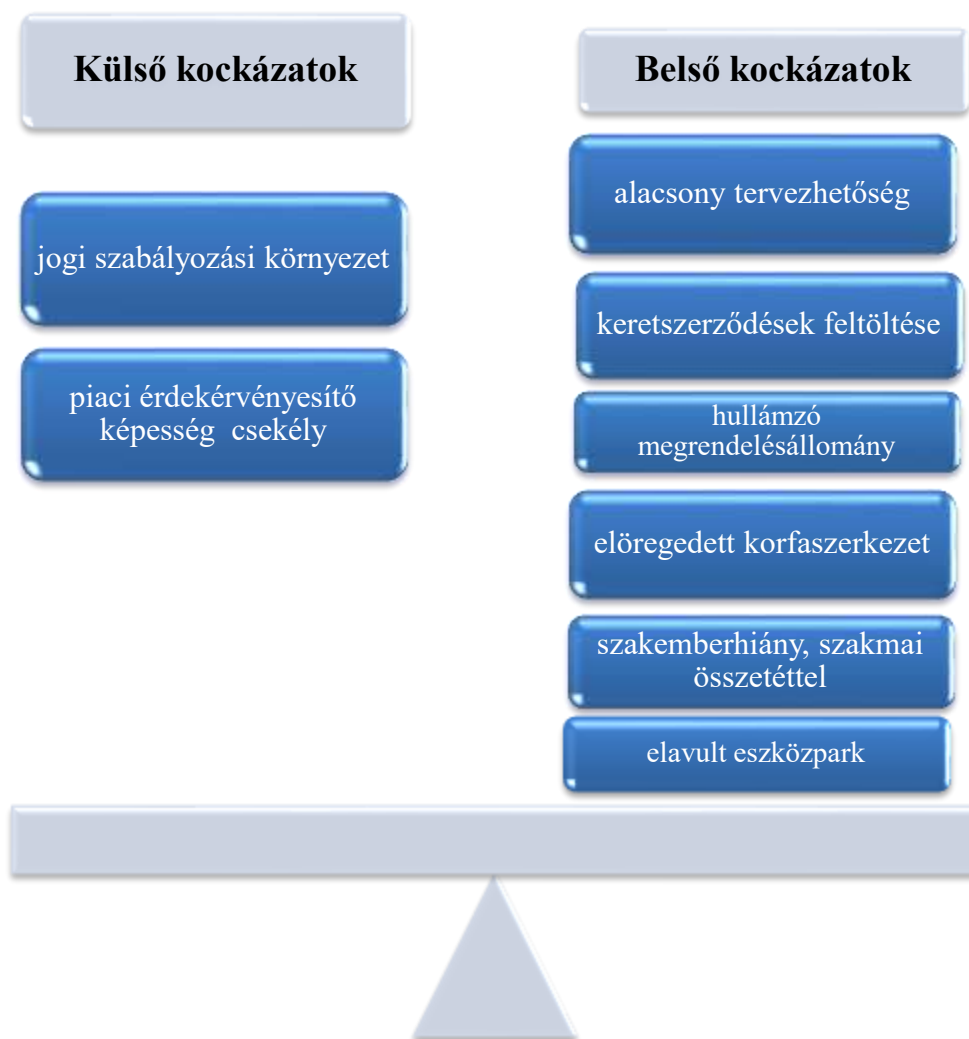 Külső kockázatok
jogi szabályozási környezet
piaci érdekérvényesítő
képesség csekély
Belső kockázatok
alacsony tervezhetőség
keretszerződések feltöltése
hullámzó
megrendelésállomány
elöregedett korfaszerkezet
szakemberhiány, szakmai
összetéttel
elavult eszközpark